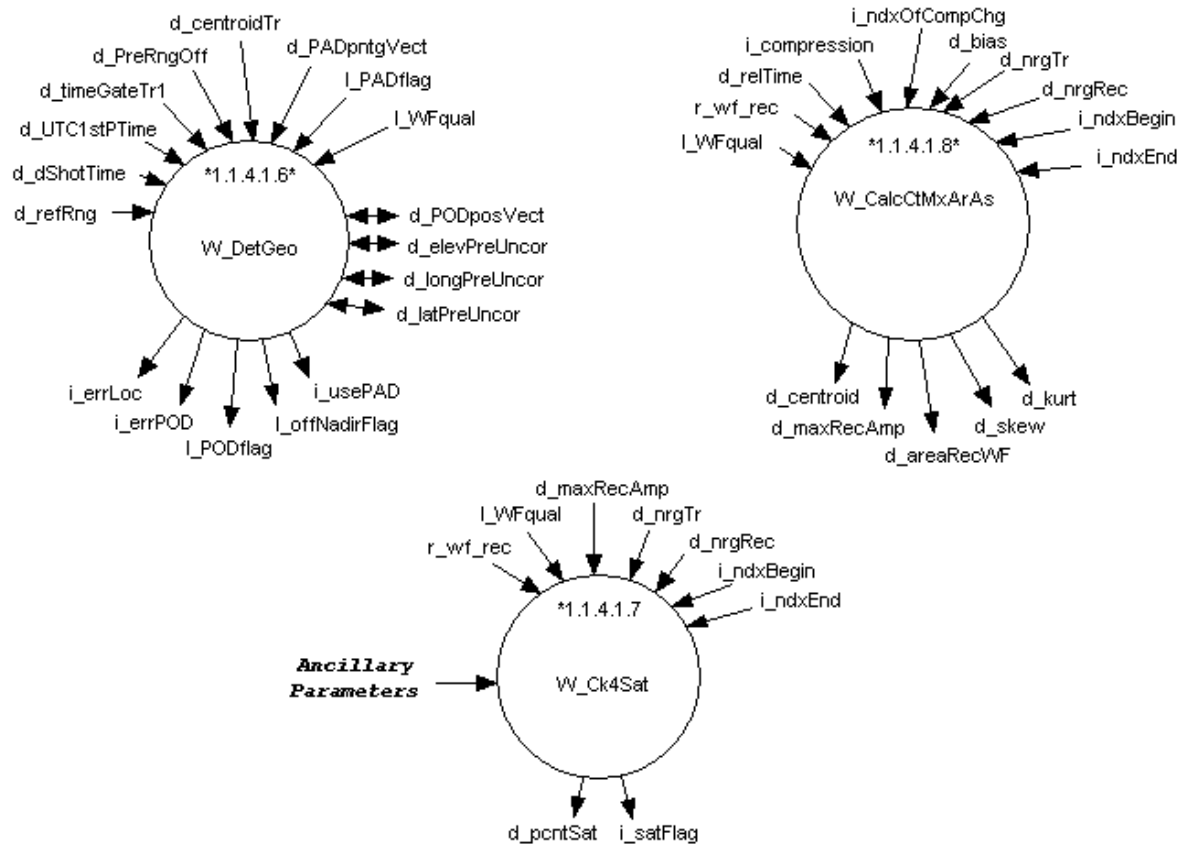 d_centroidTr
d_PreRngOff
d_PADpntgVect
d_timeGateTr1
l_PADflag
d_UTC1stPTime
l_WFqual
d_dShotTime
d_refRng
*1.1.4.1.6*
W_DetGeo
d_PODposVect
d_elevPreUncor
d_longPreUncor
d_latPreUncor
i_errLoc
i_errPOD
l_PODflag
l_offNadirFlag
i_usePAD
i_ndxOfCompChg
i_compression
d_bias
d_relTime
d_nrgTr
r_wf_rec
d_nrgRec
l_WFqual
i_ndxBegin
i_ndxEnd
*1.1.4.1.8*
W_CalcCtMxArAs
d_centroid
d_maxRecAmp
d_areaRecWF
d_skew
d_kurt
d_maxRecAmp
l_WFqual
d_nrgTr
r_wf_rec
d_nrgRec
i_ndxBegin
i_ndxEnd
*1.1.4.1.7
W_Ck4Sat
Ancillary
Parameters
d_pcntSat
i_satFlag